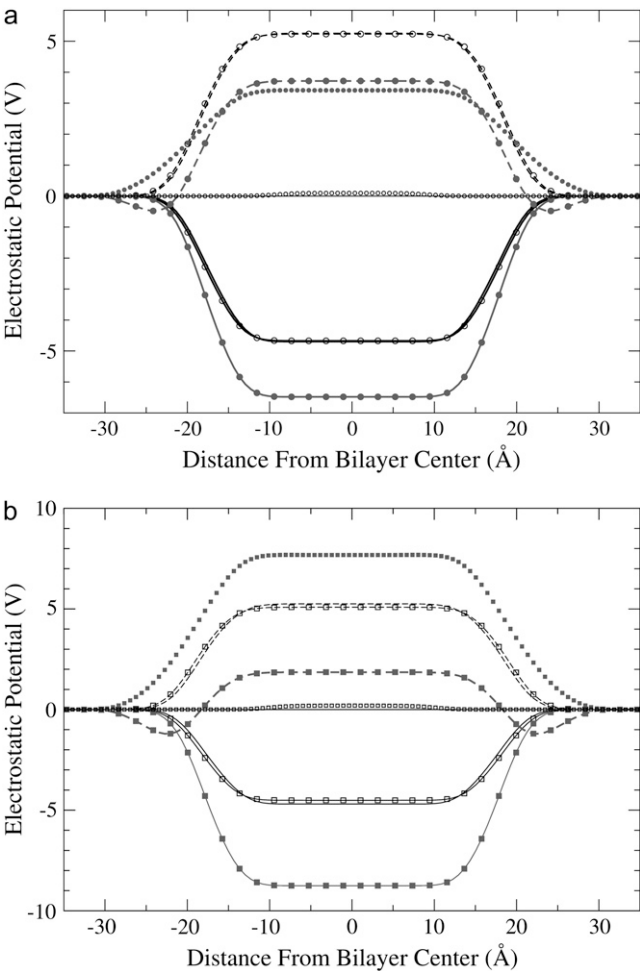 a
5
0
-5
Electrostatic Potential (V)
-30 -20 -10 0 10 20 30
Distance From Bilayer Center (Å)
b
10
5
0
-5
-10
Electrostatic Potential (V)
-30 -20 -10 0 10 20 30
Distance From Bilayer Center (Å)